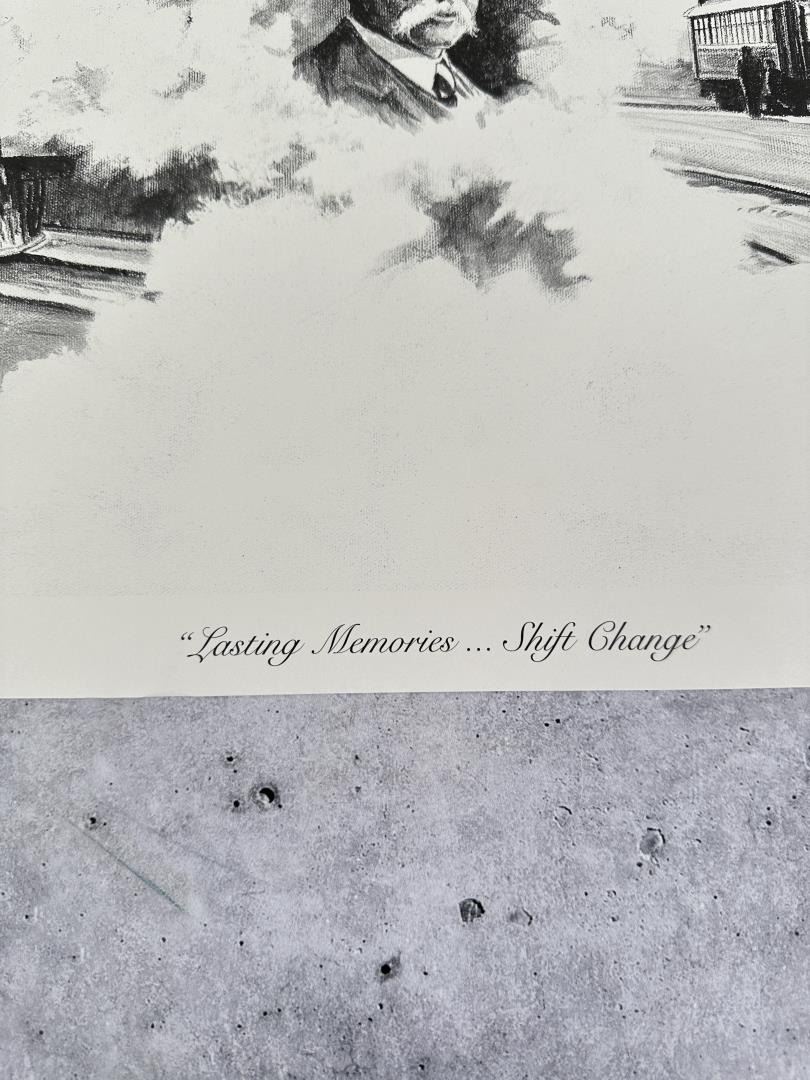 “Lasting Memories ... Shift Change”